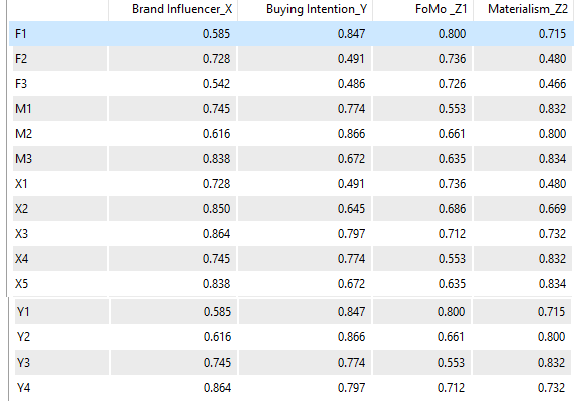 Brand Influencer_X Buying Intention_Y FoMo _Z1 Materialism_Z2
F1 0.585 0.847 0.800 0.715
F2 0.728 0.491 0.736 0.480
F3 0.542 0.486 0.726 0.466
M1 0.745 0.774 0.553 0.832
M2 0.616 0.866 0.661 0.800
M3 0.838 0.672 0.635 0.834
X1 0.728 0.491 0.736 0.480
X2 0.850 0.645 0.686 0.669
X3 0.864 0.797 0.712 0.732
X4 0.745 0.774 0.553 0.832
X5 0.838 0.672 0.635 0.834
Y1 0.585 0.847 0.800 0.715
Y2 0.616 0.866 0.661 0.800
Y3 0.745 0.774 0.553 0.832
Y4 0.864 0.797 0.712 0.732